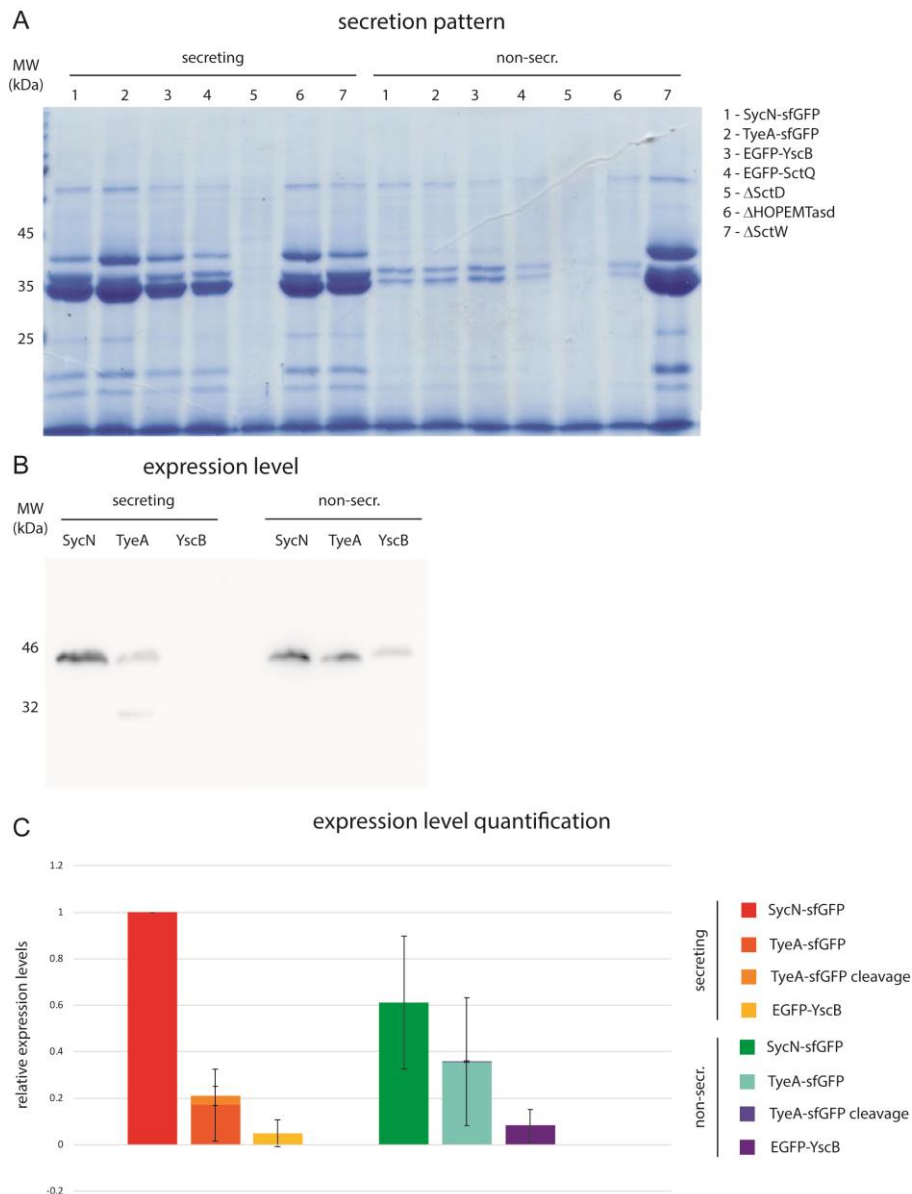 A
secretion pattern
secreting
non-secr.
MW
(kDa)
1 2 3 4 5 6 7 1 2 3 4 5 6 7
45
35
25
1 - SycN-sfGFP
2 - TyeA-sfGFP
3 - EGFP-YscB
4 - EGFP-SctQ
5 - ΔSctD
6 - ΔHOPEMTasd
7 - ΔSctW
B
expression level
MW
(kDa)
secreting
non-secr.
SycN TyeA YscB SycN TyeA YscB
46
32
C
expression level quantification
relative expression levels
1.2
1
0.8
0.6
0.4
0.2
0
-0.2
secreting
SycN-sfGFP
TyeA-sfGFP
TyeA-sfGFP cleavage
EGFP-YscB
non-secr.
SycN-sfGFP
TyeA-sfGFP
TyeA-sfGFP cleavage
EGFP-YscB